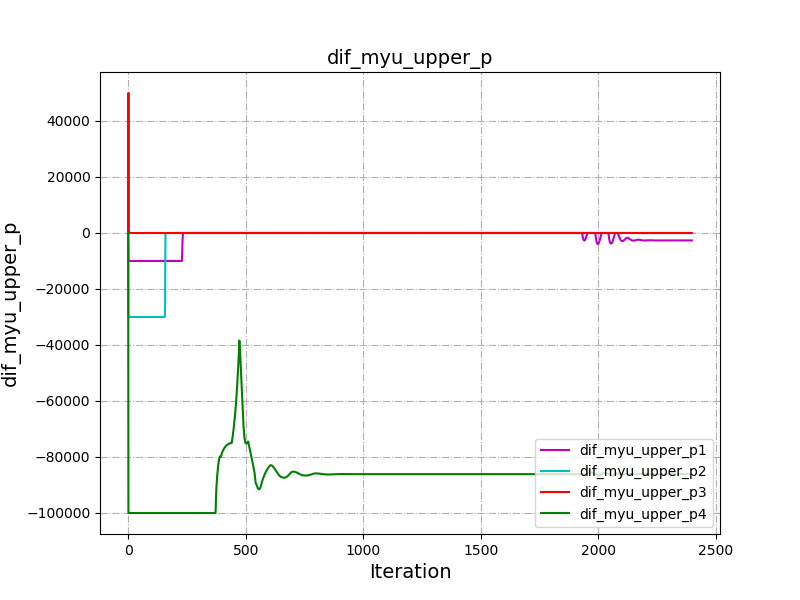 dif_myu_upper_p
dif_myu_upper_p
40000
20000
0
−20000
−40000
−60000
−80000
−100000
dif_myu_upper_p1
dif_myu_upper_p2
dif_myu_upper_p3
dif_myu_upper_p4
0 500 1000 1500 2000 2500
Iteration